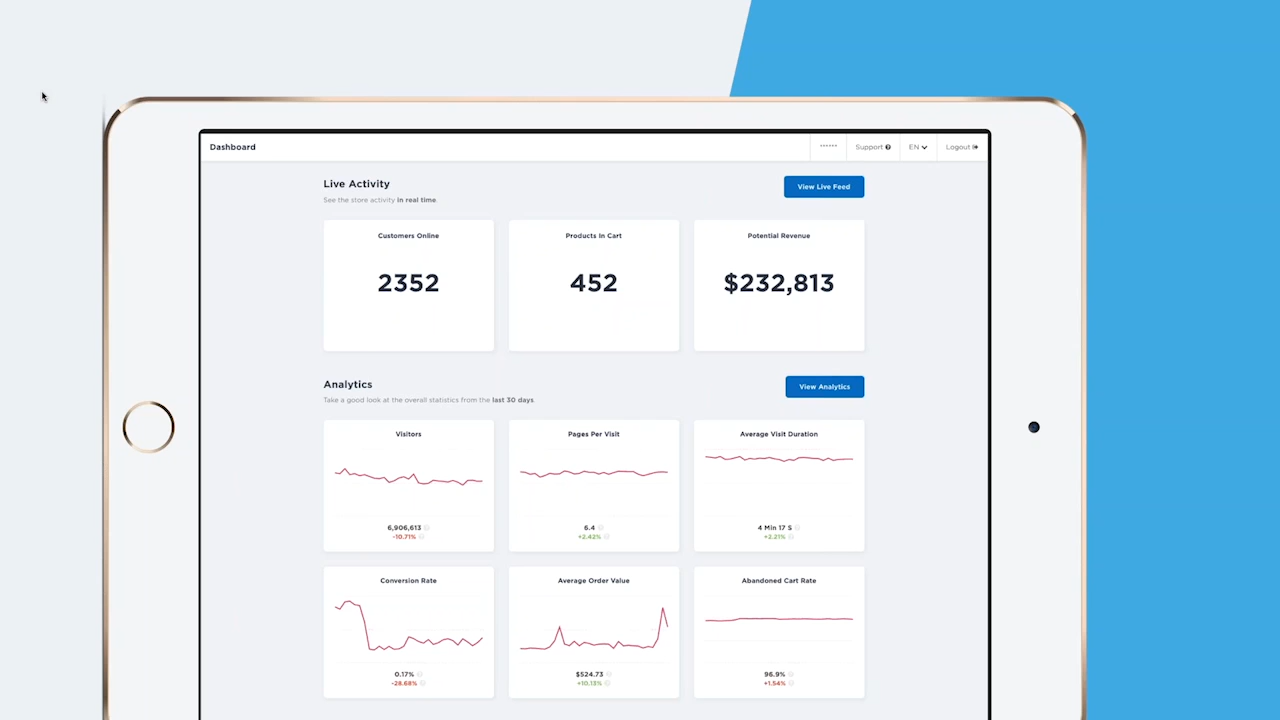 Dashboard
Support
EN
Logout
Live Activity
View Live Feed
See the store activity in real time.
Customers Online
Products In Cart
Potential Revenue
2352
452
$232,813
Analytics
View Analytics
Take a good look at the overall statistics from the last 30 days.
Visitors
Pages Per Visit
Average Visit Duration
6,906,613
6.4
4 Min 17 S
-10.71%
+2.42%
+2.21%
Conversion Rate
Average Order Value
Abandoned Cart Rate
0.17%
$524.73
96.9%
-28.68%
+10.13%
+1.54%